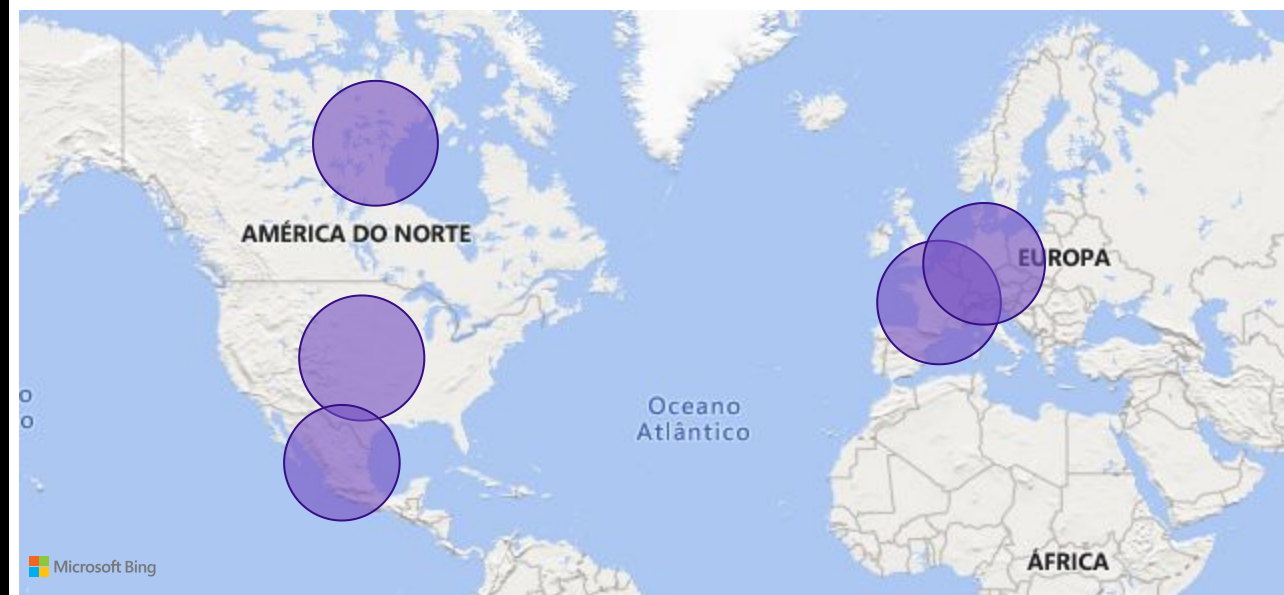 AMÉRICA DO NORTE
EUROPA
o
o
Oceano
Atlântico
ÁFRICA
Microsoft Bing